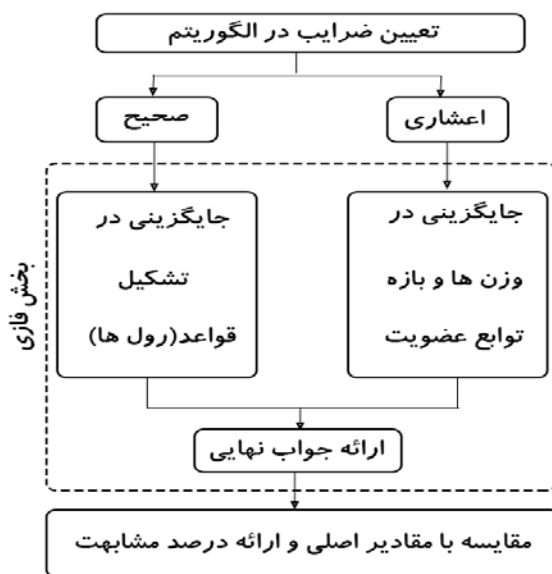 تعیین ضرایب در الگوریتم
اعشاری
صحیح
جایگزینی در
وزن ها و بازه
توابع عضویت
جایگزینی در
تشکیل
قواعد(رول ها)
بخش فازی
ارائه جواب نهایی
مقایسه با مقادیر اصلی و ارائه درصد مشابهت